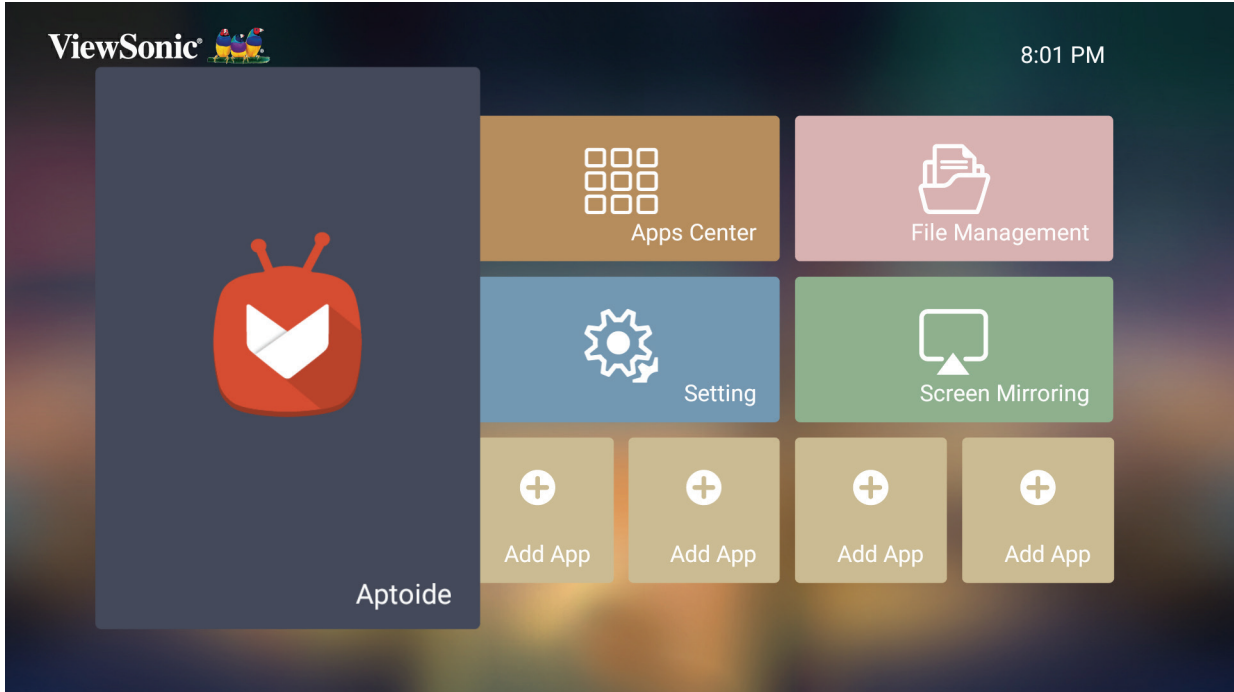 ViewSonic®
8:01 PM
Apps Center
File Management
Setting
Screen Mirroring
Add App
Add App
Add App
Add App
Aptoide